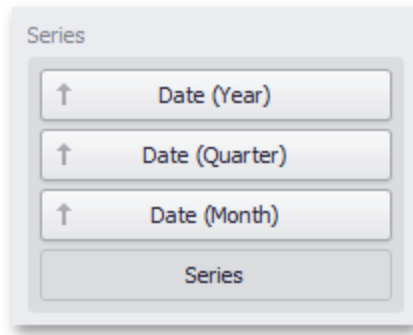 Series
Date (Year)
Date (Quarter)
Date (Month)
Series